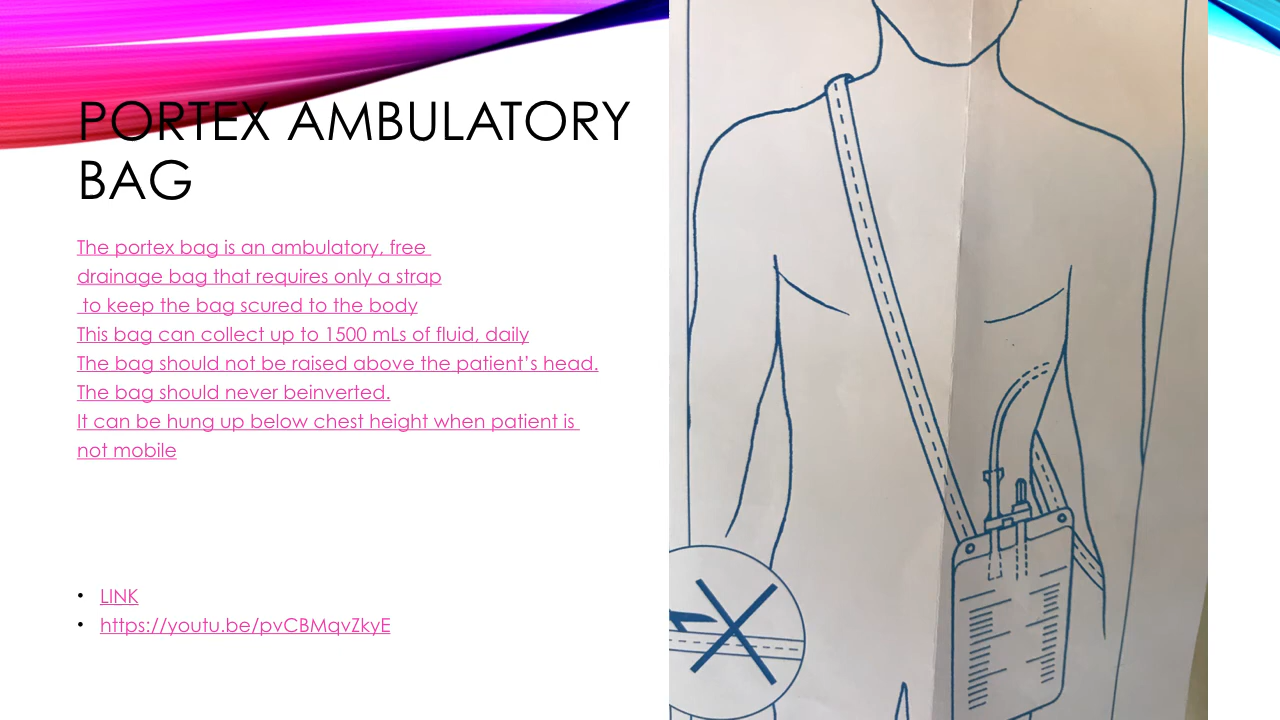 PORTEX AMBULATORY
BAG
The portex bag is an ambulatory, free
drainage bag that requires only a strap
to keep the bag scured to the body
This bag can collect up to 1500 mLs of fluid, daily
The bag should not be raised above the patient’s head.
The bag should never beinverted.
It can be hung up below chest height when patient is
not mobile
• LINK
• https://youtu.be/pvCBMqvZkyE